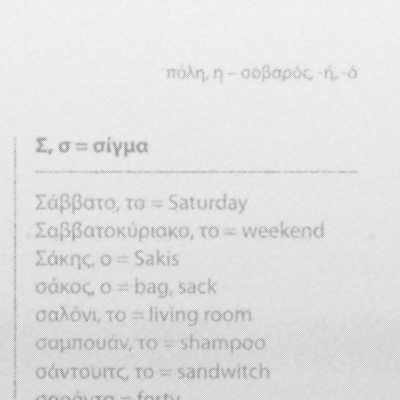 πόλη, η – σοβαρός, -ή, -ό
Σ, σ = σίγμα
Σάββατο, το = Saturday
Σαββατοκύριακο, το = weekend
Σάκης, ο = Sakis
σάκος, ο = bag, sack
σαλόνι, το = living room
σαμπουάν, το = shampoo
σάντουιτς, το = sandwitch
σαράντα = forty